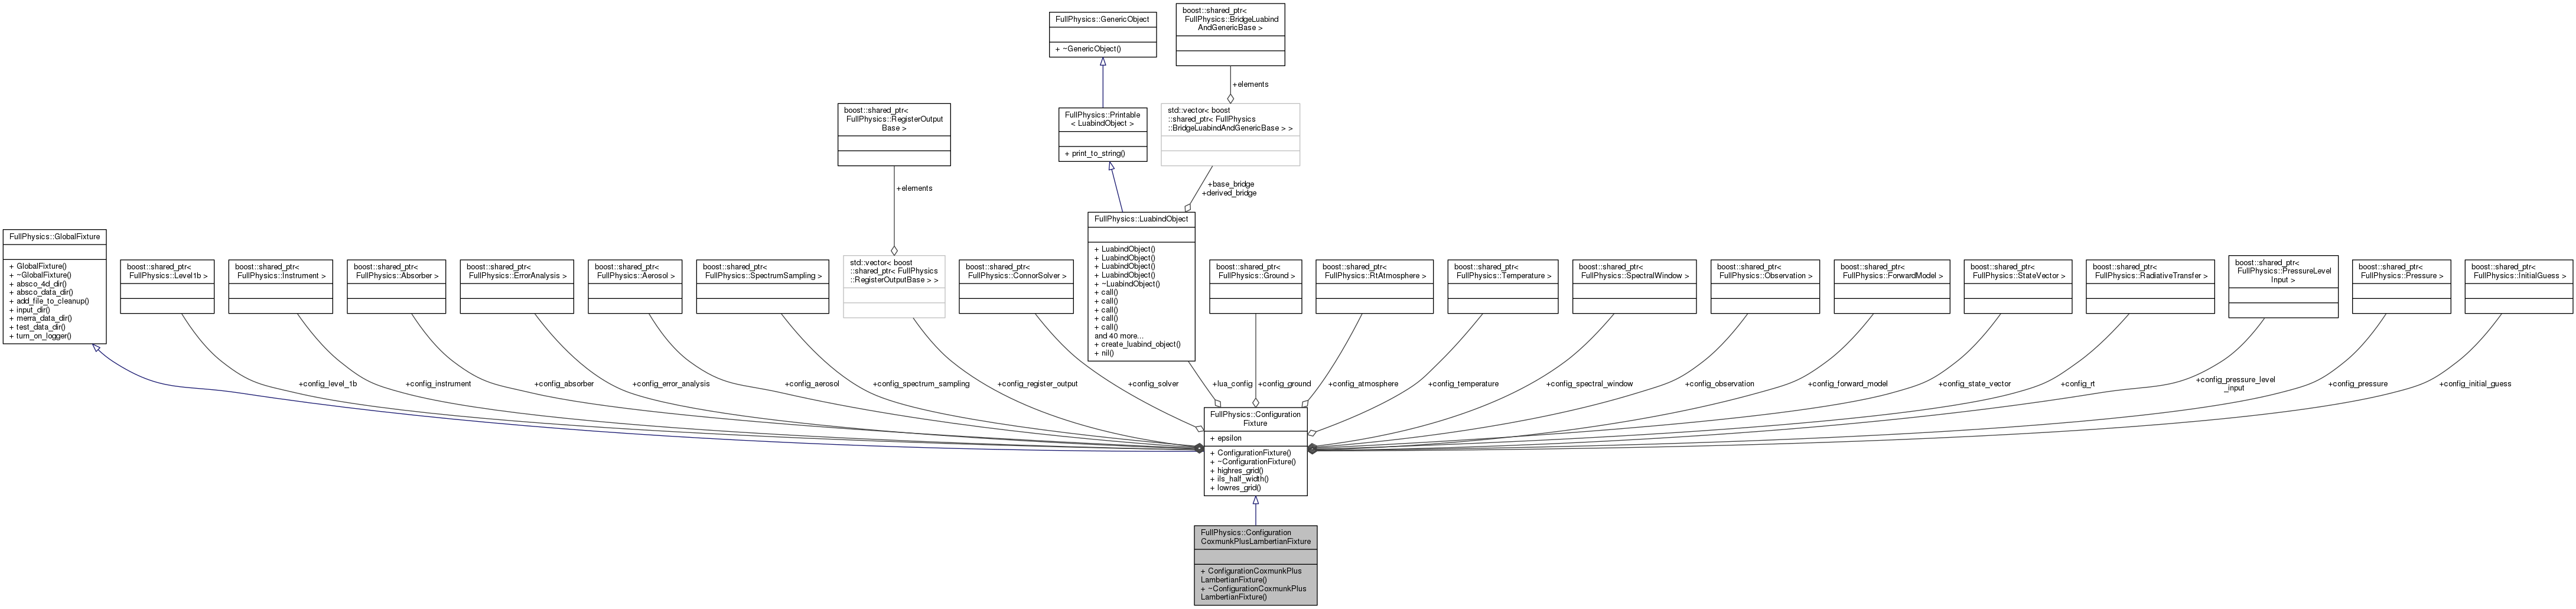 FullPhysics::GenericObject
+ ~GenericObject()
boost::shared_ptr<
FullPhysics::BridgeLuabind
AndGenericBase >
+elements
boost::shared_ptr<
FullPhysics::RegisterOutput
Base >
FullPhysics::Printable
< LuabindObject >
+ print_to_string()
std::vector< boost
::shared_ptr< FullPhysics
::BridgeLuabindAndGenericBase > >
+elements
+base_bridge
+derived_bridge
FullPhysics::GlobalFixture
+ GlobalFixture()
+ ~GlobalFixture()
+ absco_4d_dir()
+ absco_data_dir()
+ add_file_to_cleanup()
+ input_dir()
+ merra_data_dir()
+ test_data_dir()
+ turn_on_logger()
boost::shared_ptr<
FullPhysics::Level1b >
boost::shared_ptr<
FullPhysics::Instrument >
boost::shared_ptr<
FullPhysics::Absorber >
boost::shared_ptr<
FullPhysics::ErrorAnalysis >
boost::shared_ptr<
FullPhysics::Aerosol >
boost::shared_ptr<
FullPhysics::SpectrumSampling >
std::vector< boost
::shared_ptr< FullPhysics
::RegisterOutputBase > >
boost::shared_ptr<
FullPhysics::ConnorSolver >
FullPhysics::LuabindObject
+ LuabindObject()
+ LuabindObject()
+ LuabindObject()
+ LuabindObject()
+ ~LuabindObject()
+ call()
+ call()
+ call()
+ call()
+ call()
and 40 more...
+ create_luabind_object()
+ nil()
boost::shared_ptr<
FullPhysics::Ground >
boost::shared_ptr<
FullPhysics::RtAtmosphere >
boost::shared_ptr<
FullPhysics::Temperature >
boost::shared_ptr<
FullPhysics::SpectralWindow >
boost::shared_ptr<
FullPhysics::Observation >
boost::shared_ptr<
FullPhysics::ForwardModel >
boost::shared_ptr<
FullPhysics::StateVector >
boost::shared_ptr<
FullPhysics::RadiativeTransfer >
boost::shared_ptr<
FullPhysics::PressureLevel
Input >
boost::shared_ptr<
FullPhysics::Pressure >
boost::shared_ptr<
FullPhysics::InitialGuess >
+config_level_1b
+config_instrument
+config_absorber
+config_error_analysis
+config_aerosol
+config_spectrum_sampling
+config_register_output
+config_solver
+lua_config
+config_ground
+config_atmosphere
+config_temperature
+config_spectral_window
+config_observation
+config_forward_model
+config_state_vector
+config_rt
+config_pressure_level
_input
+config_pressure
+config_initial_guess
FullPhysics::Configuration
Fixture
+ epsilon
+ ConfigurationFixture()
+ ~ConfigurationFixture()
+ highres_grid()
+ ils_half_width()
+ lowres_grid()
FullPhysics::Configuration
CoxmunkPlusLambertianFixture
+ ConfigurationCoxmunkPlus
LambertianFixture()
+ ~ConfigurationCoxmunkPlus
LambertianFixture()